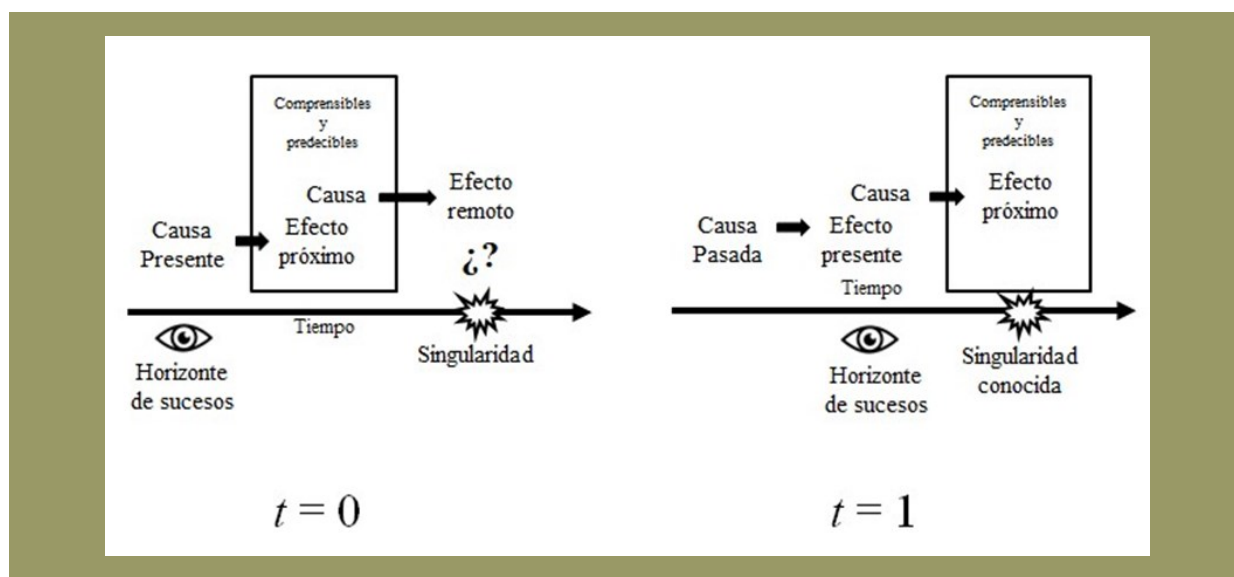 Comprensibles
y
predecibles
Causa
Efecto
remoto
Causa
Presente
Efecto
próximo
¿?
Tiempo
Singularidad
Horizonte
de sucesos
t = 0
Comprensibles
y
predecibles
Causa
Efecto
próximo
Causa
Pasada
Efecto
presente
Tiempo
Singularidad
conocida
Horizonte
de sucesos
t = 1